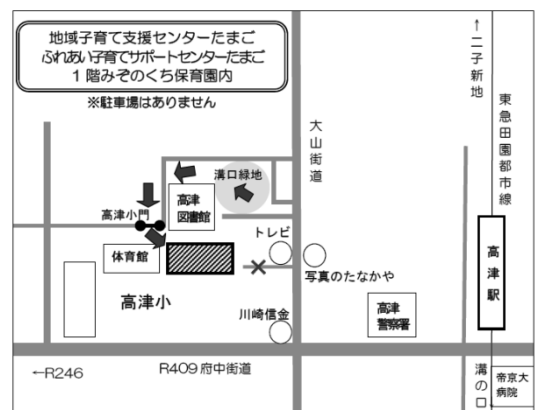 地域子育て支援センターたまご
ふれあい子育てサポートセンターたまご
1階みぞのくち保育園内
※駐車場はありません
↑二子新地
東急田園都市線
大山街道
溝口緑地
高津
図書館
高津小門
トレビ
体育館
写真のたなかや
高津駅
高津小
川崎信金
高津
警察署
←R246
R409府中街道
溝の口
帝京大
病院